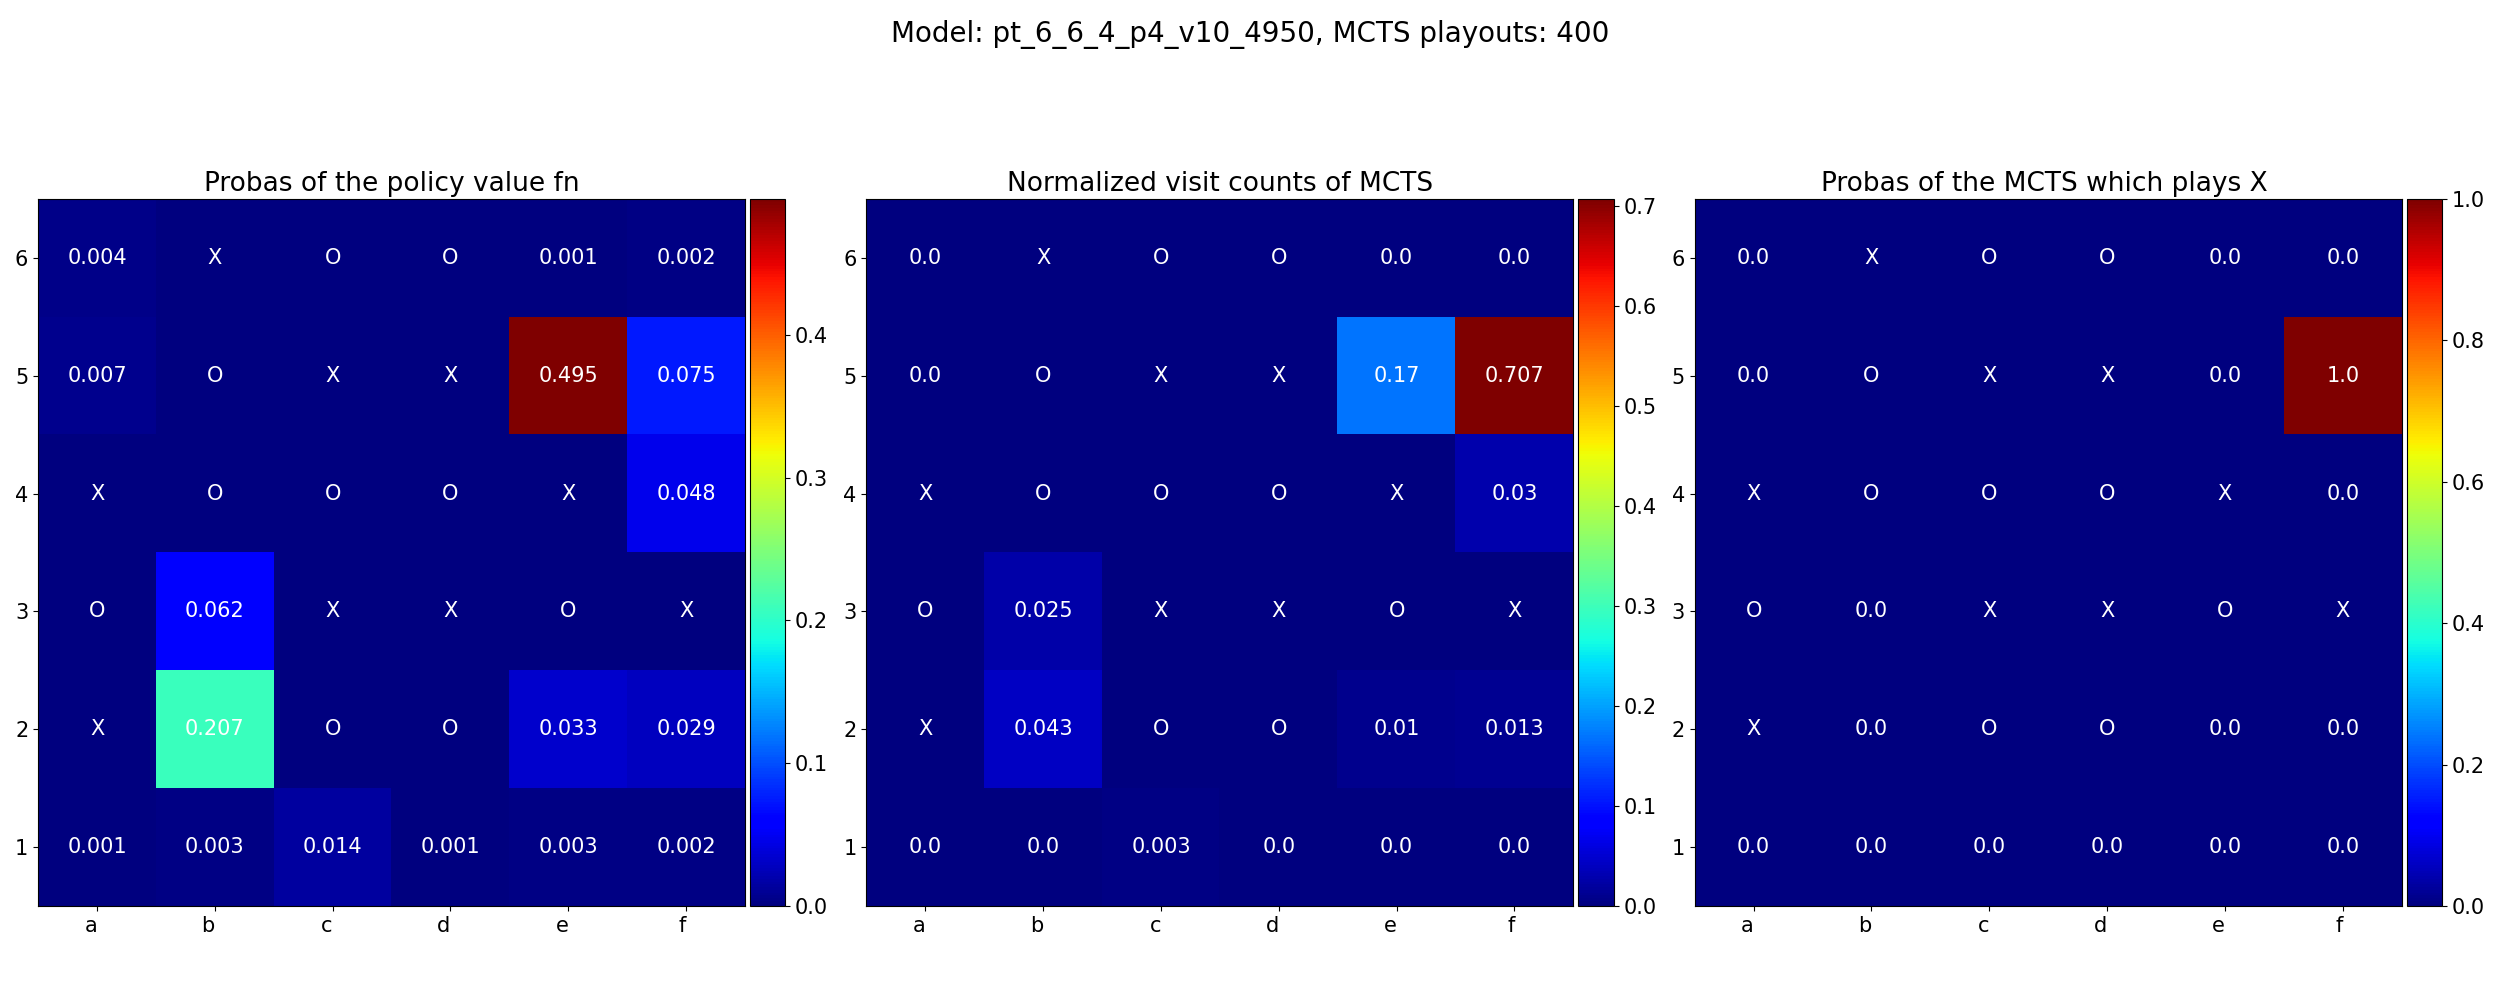 Model: pt_6_6_4_p4_v10_4950, MCTS playouts: 400
Probas of the policy value fn
6 0.004 X O O 0.001 0.002
5 0.007 O X X 0.495 0.075
4 X O O O X 0.048
3 O 0.062 X X O X
2 X 0.207 O O 0.033 0.029
1 0.001 0.003 0.014 0.001 0.003 0.002
a b c d e f
0.4
0.3
0.2
0.1
0.0
Normalized visit counts of MCTS
6 0.0 X O O 0.0 0.0
5 0.0 O X X 0.17 0.707
4 X O O O X 0.03
3 O 0.025 X X O X
2 X 0.043 O O 0.01 0.013
1 0.0 0.0 0.003 0.0 0.0 0.0
a b c d e f
0.7
0.6
0.5
0.4
0.3
0.2
0.1
0.0
Probas of the MCTS which plays X
6 0.0 X O O 0.0 0.0
5 0.0 O X X 0.0 1.0
4 X O O O X 0.0
3 O 0.0 X X O X
2 X 0.0 O O 0.0 0.0
1 0.0 0.0 0.0 0.0 0.0 0.0
a b c d e f
1.0
0.8
0.6
0.4
0.2
0.0